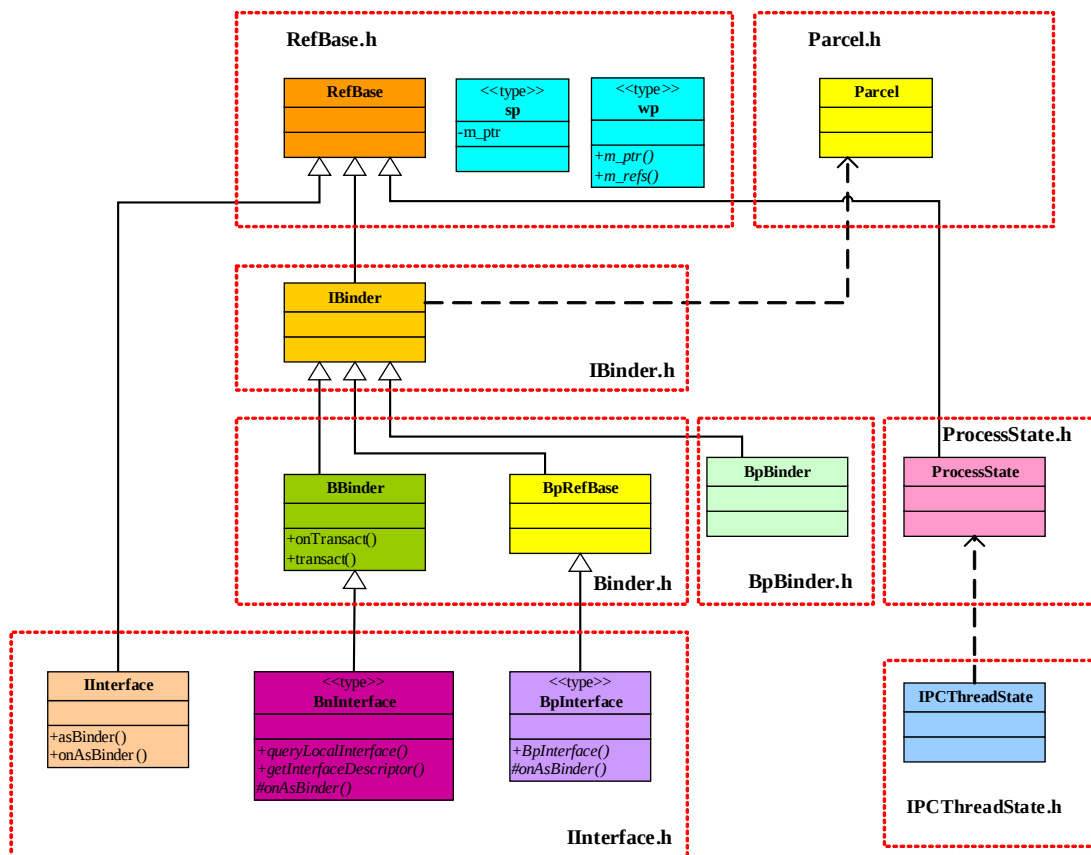 RefBase.h
Parcel.h
RefBase
<<type>>
sp
-m_ptr
<<type>>
wp
+m_ptr()
+m_refs()
Parcel
IBinder
IBinder.h
ProcessState.h
BBinder
+onTransact()
+transact()
BpRefBase
BpBinder
ProcessState
Binder.h
BpBinder.h
IInterface
+asBinder()
+onAsBinder()
<<type>>
BnInterface
+queryLocalInterface()
+getInterfaceDescriptor()
#onAsBinder()
<<type>>
BpInterface
+BpInterface()
#onAsBinder()
IPCThreadState
IPCThreadState.h
IInterface.h